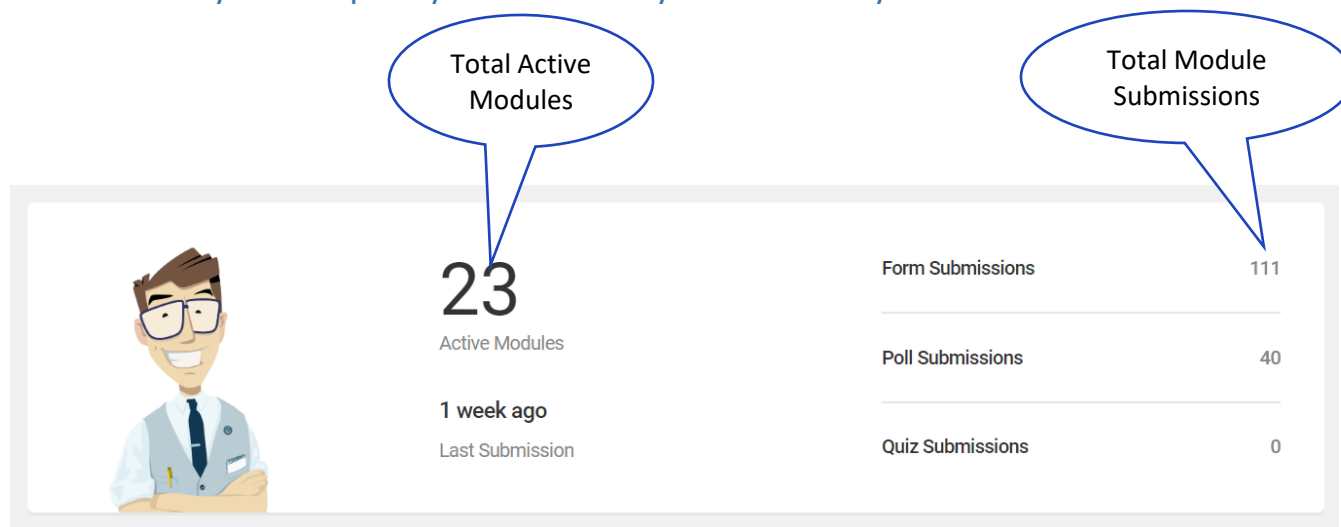 Total Active
Modules
Total Module
Submissions
23
Active Modules
1 week ago
Last Submission
Form Submissions 111
Poll Submissions 40
Quiz Submissions 0